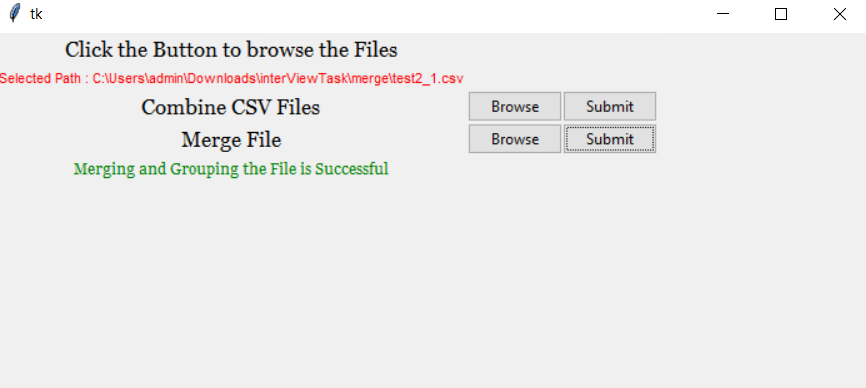 tk
Click the Button to browse the Files
Selected Path : C:\Users\admin\Downloads\interViewTask\merge\test2_1.csv
Combine CSV Files Browse Submit
Merge File Browse Submit
Merging and Grouping the File is Successful